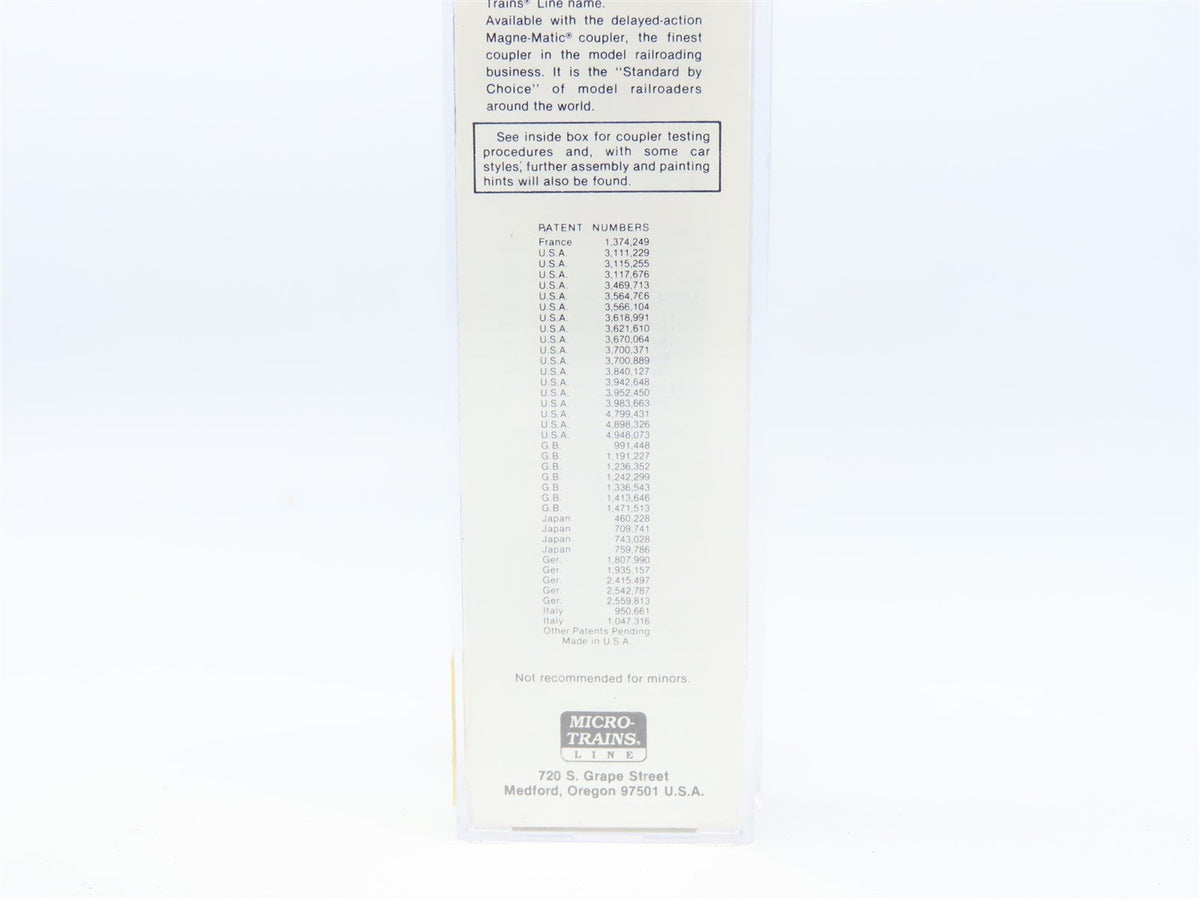 Trains® Line name.
Available with the delayed-action
Magne-Matic® coupler, the finest
coupler in the model railroading
business. It is the "Standard by
Choice" of model railroaders
around the world.
See inside box for coupler testing
procedures and, with some car
styles, further assembly and painting
hints will also be found.
PATENT NUMBERS
France 1,374,249
U.S.A. 3,111,229
U.S.A. 3,115,255
U.S.A. 3,117,676
U.S.A. 3,469,713
U.S.A. 3,564,706
U.S.A. 3,566,104
U.S.A. 3,618,991
U.S.A. 3,621,610
U.S.A. 3,670,064
U.S.A. 3,700,371
U.S.A. 3,700,889
U.S.A. 3,840,127
U.S.A. 3,942,648
U.S.A. 3,952,450
U.S.A. 3,983,663
U.S.A. 4,799,431
U.S.A. 4,898,326
U.S.A. 4,948,073
G.B. 991,448
G.B. 1,191,227
G.B. 1,236,352
G.B. 1,242,299
G.B. 1,336,543
G.B. 1,413,646
G.B. 1,471,513
Japan 460,228
Japan 709,741
Japan 743,028
Japan 759,786
Ger. 1,807,990
Ger. 1,935,157
Ger. 2,415,497
Ger. 2,542,787
Ger. 2,559,813
Italy 950,661
Italy 1,047,316
Other Patents Pending
Made in U.S.A.
Not recommended for minors.
MICRO-
TRAINS®
LINE
720 S. Grape Street
Medford, Oregon 97501 U.S.A.